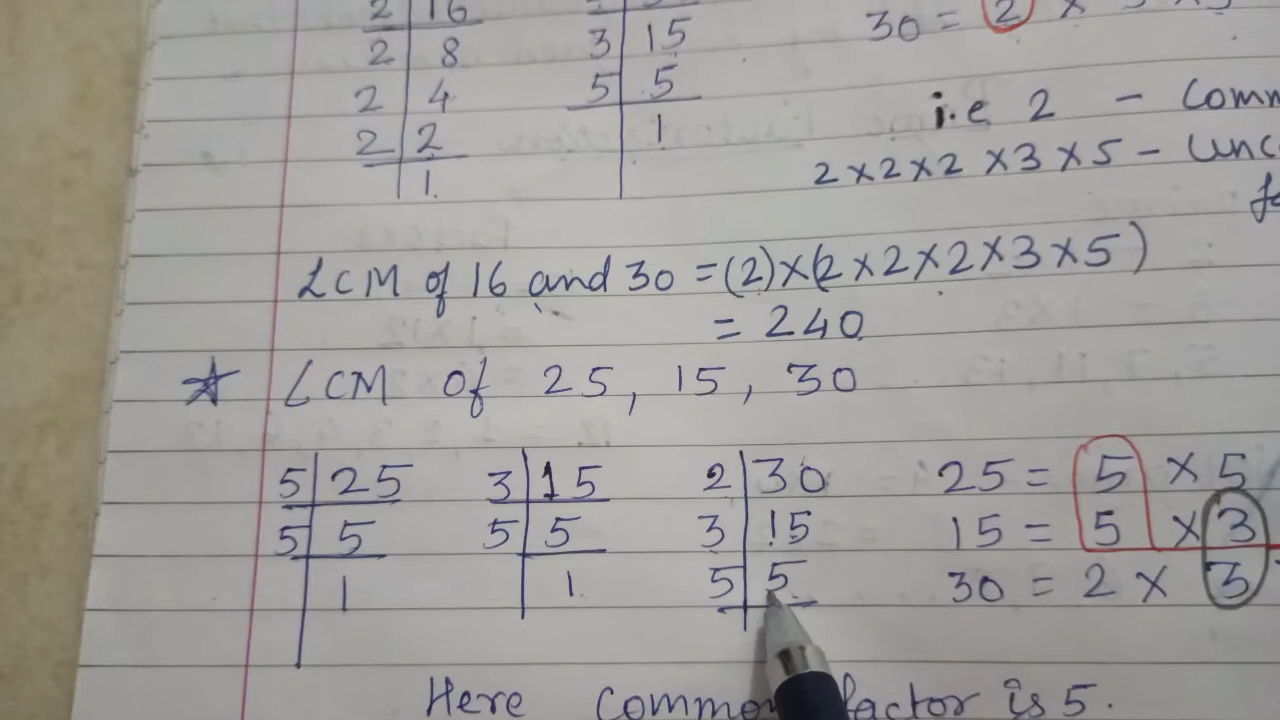 2 | 16
2 | 8
2 | 4
2 | 2
1
3 | 15
5 | 5
1
30 = 2 ×
i.e 2 -
2×2×2×3×5 -
LCM of 16 and 30 = (2)×(2×2×2×3×5)
= 240
☆ LCM of 25, 15, 30
5 | 25
5 | 5
1
3 | 15
5 | 5
1
2 | 30
3 | 15
5 | 5
25 = 5 × 5
15 = 5 × 3
30 = 2 × 3
Here common factor is 5.